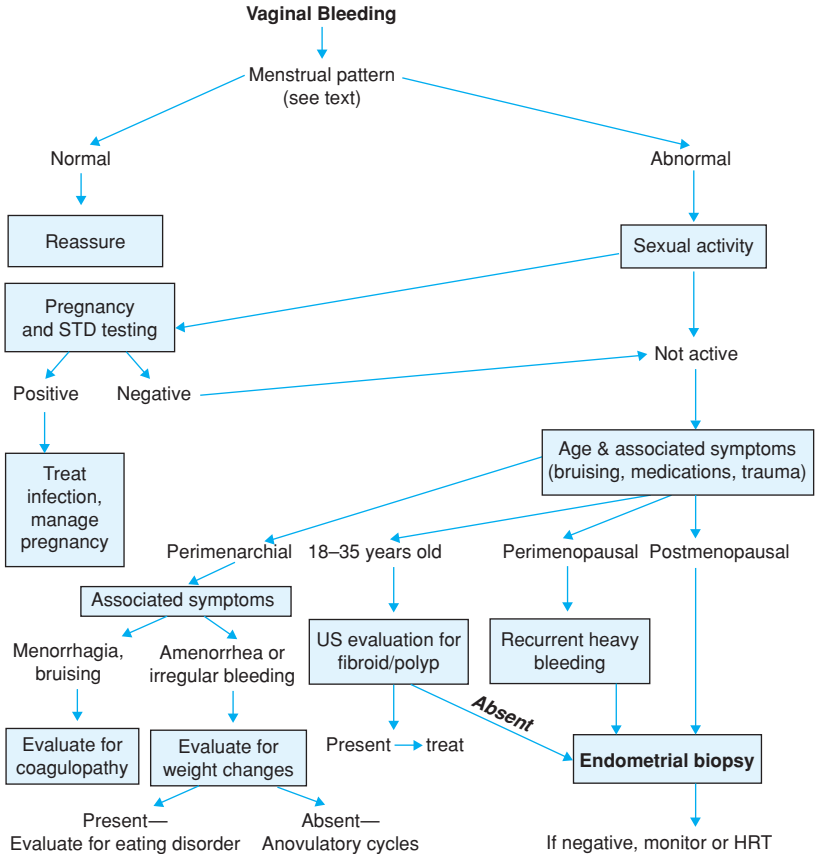 Vaginal Bleeding
Menstrual pattern
(see text)
Normal
Abnormal
Reassure
Sexual activity
Pregnancy
and STD testing
Not active
Positive
Negative
Treat
infection,
manage
pregnancy
Age & associated symptoms
(bruising, medications, trauma)
Perimenarchial
18–35 years old
Perimenopausal
Postmenopausal
Associated symptoms
Menorrhagia,
bruising
Amenorrhea or
irregular bleeding
US evaluation for
fibroid/polyp
Recurrent heavy
bleeding
Absent
Evaluate for
coagulopathy
Evaluate for
weight changes
Present
treat
Endometrial biopsy
Present—
Evaluate for eating disorder
Absent—
Anovulatory cycles
If negative, monitor or HRT